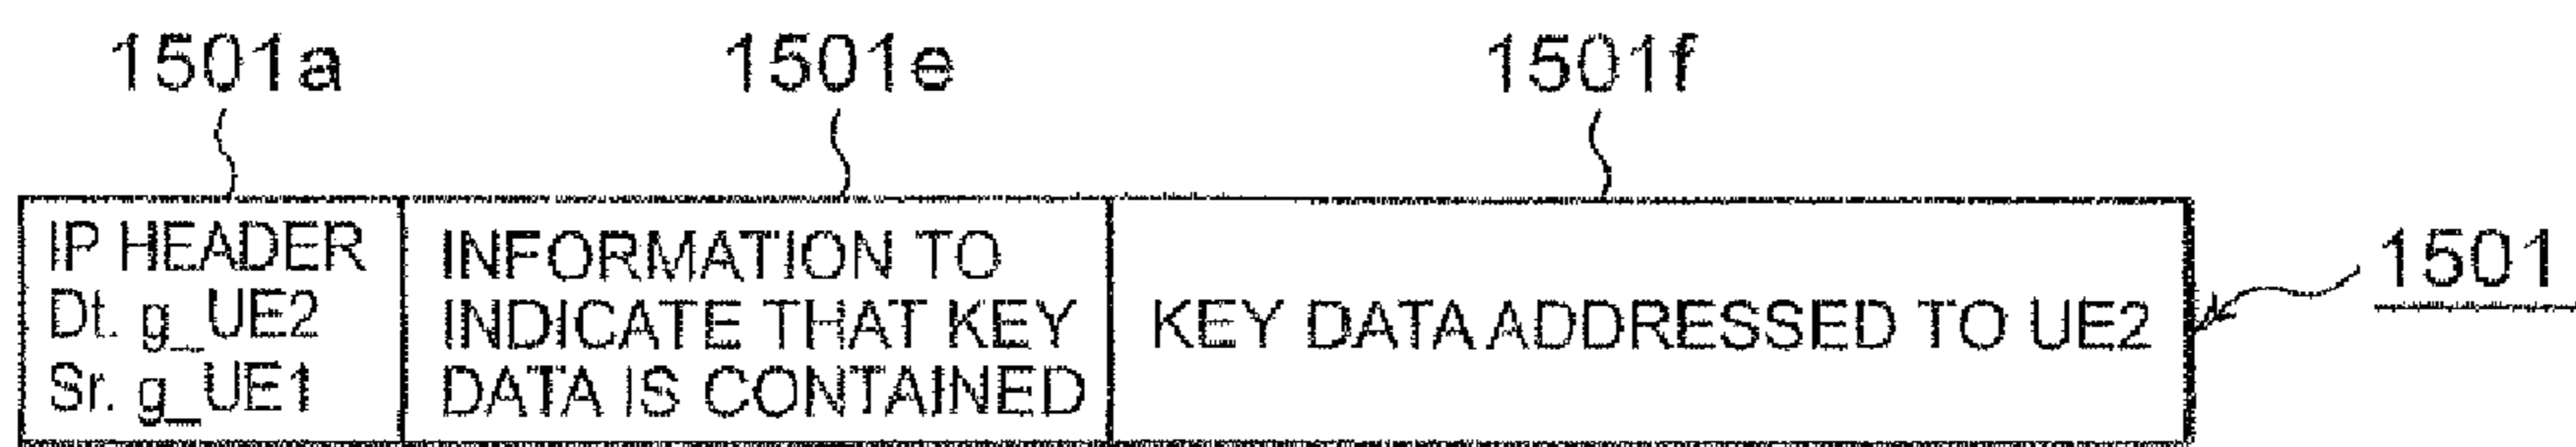 1501a 1501e 1501f
IP HEADER
Dt. g_UE2
Sr. g_UE1
INFORMATION TO
INDICATE THAT KEY
DATA IS CONTAINED
KEY DATA ADDRESSED TO UE2
1501